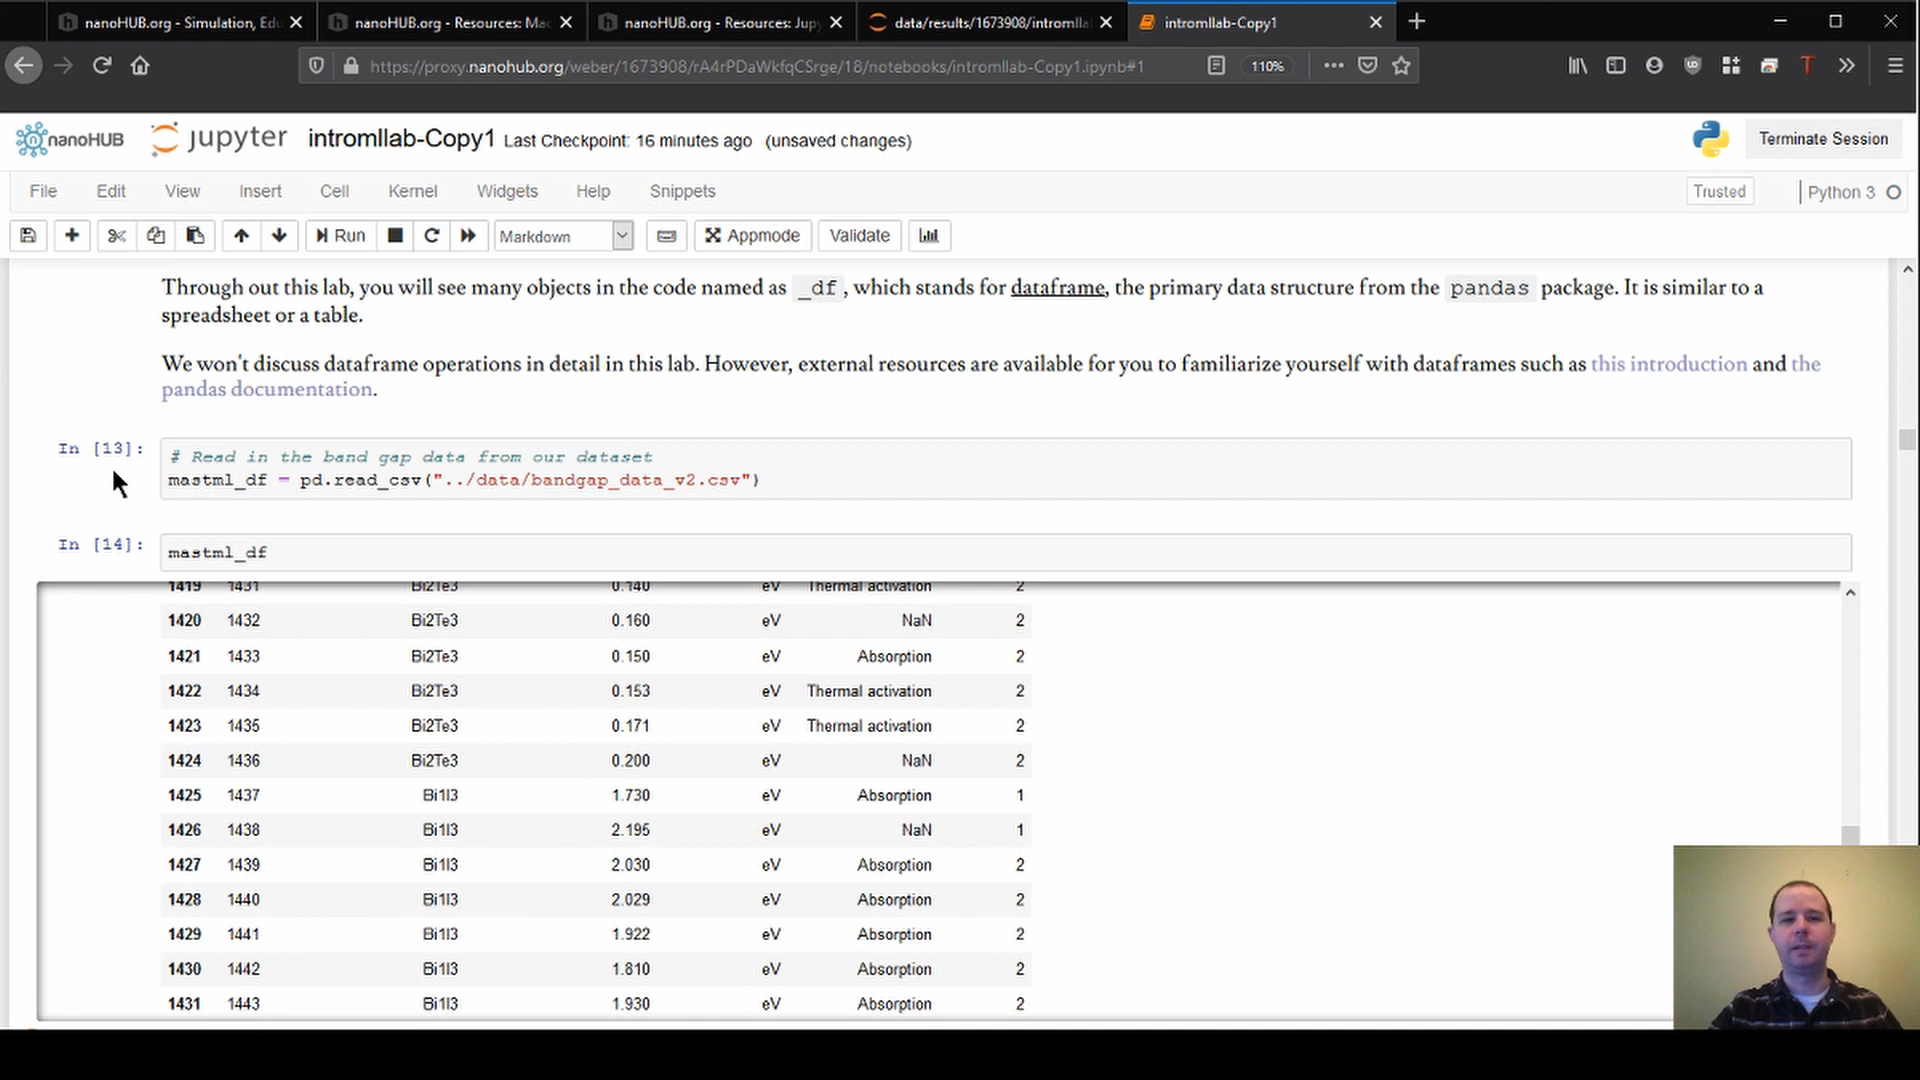 nanoHUB.org - Simulation, Edu
nanoHUB.org - Resources: Mac
nanoHUB.org - Resources: Jup
data/results/1673908/intromlla
intromllab-Copy1
https://proxy.nanohub.org/weber/1673908/rA4rPDaWkfqCSrge/18/notebooks/intromllab-Copy1.ipynb#1
110%
nanoHUB
jupyter
intromllab-Copy1 Last Checkpoint: 16 minutes ago (unsaved changes)
Terminate Session
File Edit View Insert Cell Kernel Widgets Help Snippets
Trusted
Python 3
Run
Markdown
Appmode
Validate
Through out this lab, you will see many objects in the code named as _df, which stands for dataframe, the primary data structure from the pandas package. It is similar to a
spreadsheet or a table.
We won't discuss dataframe operations in detail in this lab. However, external resources are available for you to familiarize yourself with dataframes such as this introduction and the
pandas documentation.
In [13]:
# Read in the band gap data from our dataset
mastml_df = pd.read_csv("../data/bandgap_data_v2.csv")
In [14]:
mastml_df
1419 1431 Bi2Te3 0.140 eV Thermal activation 2
1420 1432 Bi2Te3 0.160 eV NaN 2
1421 1433 Bi2Te3 0.150 eV Absorption 2
1422 1434 Bi2Te3 0.153 eV Thermal activation 2
1423 1435 Bi2Te3 0.171 eV Thermal activation 2
1424 1436 Bi2Te3 0.200 eV NaN 2
1425 1437 Bi1I3 1.730 eV Absorption 1
1426 1438 Bi1I3 2.195 eV NaN 1
1427 1439 Bi1I3 2.030 eV Absorption 2
1428 1440 Bi1I3 2.029 eV Absorption 2
1429 1441 Bi1I3 1.922 eV Absorption 2
1430 1442 Bi1I3 1.810 eV Absorption 2
1431 1443 Bi1I3 1.930 eV Absorption 2